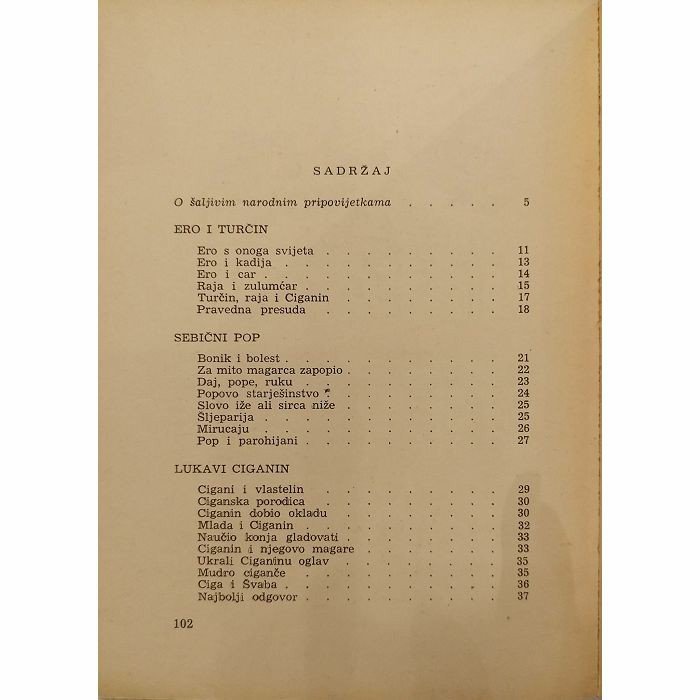 SADRŽAJ
O šaljivim narodnim pripovijetkama . . . . . 5
ERO I TURČIN
Ero s onoga svijeta . . . . . . . . 11
Ero i kadija . . . . . . . . . 13
Ero i car . . . . . . . . . . 14
Raja i zulumćar . . . . . . . . . 15
Turčin, raja i Ciganin . . . . . . . 17
Pravedna presuda . . . . . . . . 18
SEBIČNI POP
Bonik i bolest . . . . . . . . . 21
Za mito magarca zapopio . . . . . . . 22
Daj, pope, ruku . . . . . . . . 23
Popovo starješinstvo . . . . . . . . 24
Slovo iže ali sirca niže . . . . . . . 25
Šljeparija . . . . . . . . . . 25
Mirucaju . . . . . . . . . . 26
Pop i parohijani . . . . . . . . . 27
LUKAVI CIGANIN
Cigani i vlastelin . . . . . . . . 29
Ciganska porodica . . . . . . . . 30
Ciganin dobio okladu . . . . . . . 30
Mlada i Ciganin . . . . . . . . . 32
Naučio konja gladovati . . . . . . . 33
Ciganin i njegovo magare . . . . . . 33
Ukrali Ciganinu oglav . . . . . . . 35
Mudro ciganče . . . . . . . . . 35
Ciga i Švaba . . . . . . . . . 36
Najbolji odgovor . . . . . . . . . 37
102